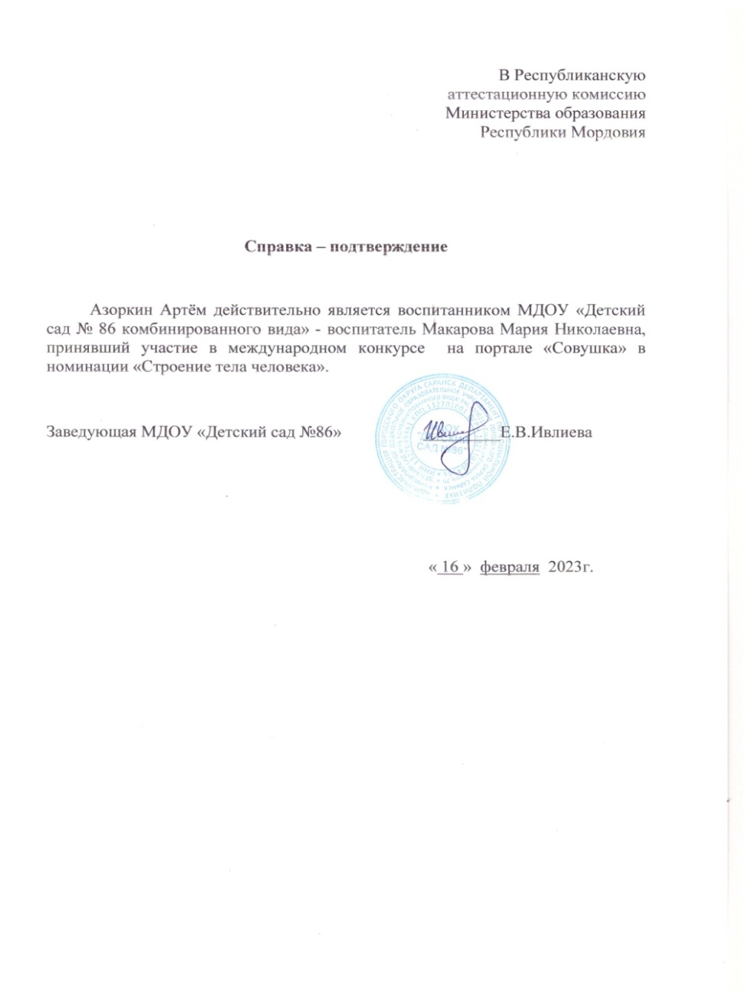 В Республиканскую
аттестационную комиссию
Министерства образования
Республики Мордовия
Справка – подтверждение
Азоркин Артём действительно является воспитанником МДОУ «Детский
сад № 86 комбинированного вида» - воспитатель Макарова Мария Николаевна,
принявший участие в международном конкурсе на портале «Совушка» в
номинации «Строение тела человека».
Заведующая МДОУ «Детский сад №86» Е.В.Ивлиева
САД №86"
« 16 » февраля 2023г.